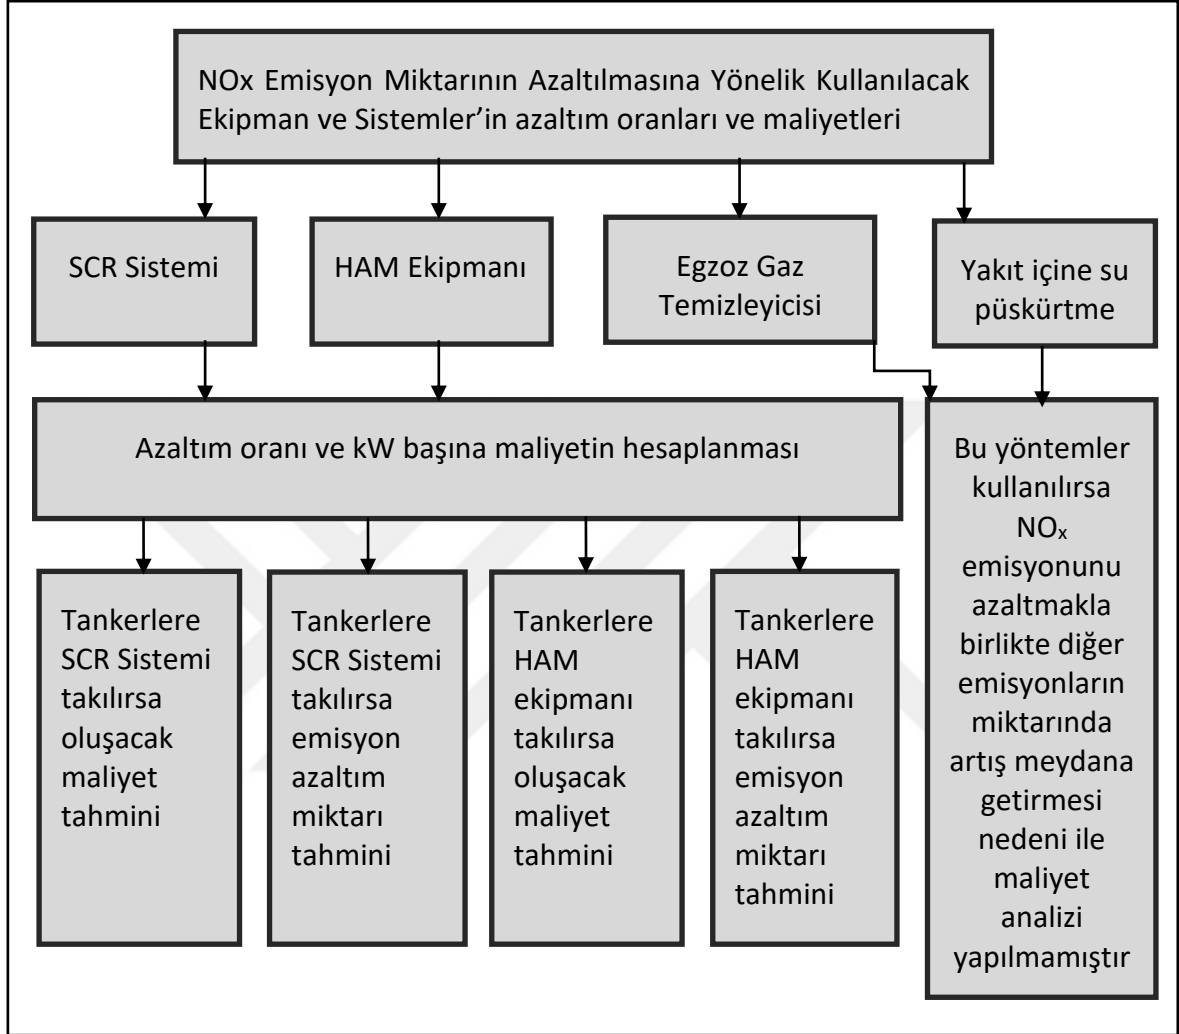 NOx Emisyon Miktarının Azaltılmasına Yönelik Kullanılacak
Ekipman ve Sistemler’in azaltım oranları ve maliyetleri
SCR Sistemi
HAM Ekipmanı
Egzoz Gaz
Temizleyicisi
Yakıt içine su
püskürtme
Azaltım oranı ve kW başına maliyetin hesaplanması
Tankerlere
SCR Sistemi
takılırsa
oluşacak
maliyet
tahmini
Tankerlere
SCR Sistemi
takılırsa
emisyon
azaltım
miktarı
tahmini
Tankerlere
HAM
ekipmanı
takılırsa
oluşacak
maliyet
tahmini
Tankerlere
HAM
ekipmanı
takılırsa
emisyon
azaltım
miktarı
tahmini
Bu yöntemler
kullanılırsa
NOₓ
emisyonunu
azaltmakla
birlikte diğer
emisyonların
miktarında
artış meydana
getirmesi
nedeni ile
maliyet
analizi
yapılmamıştır